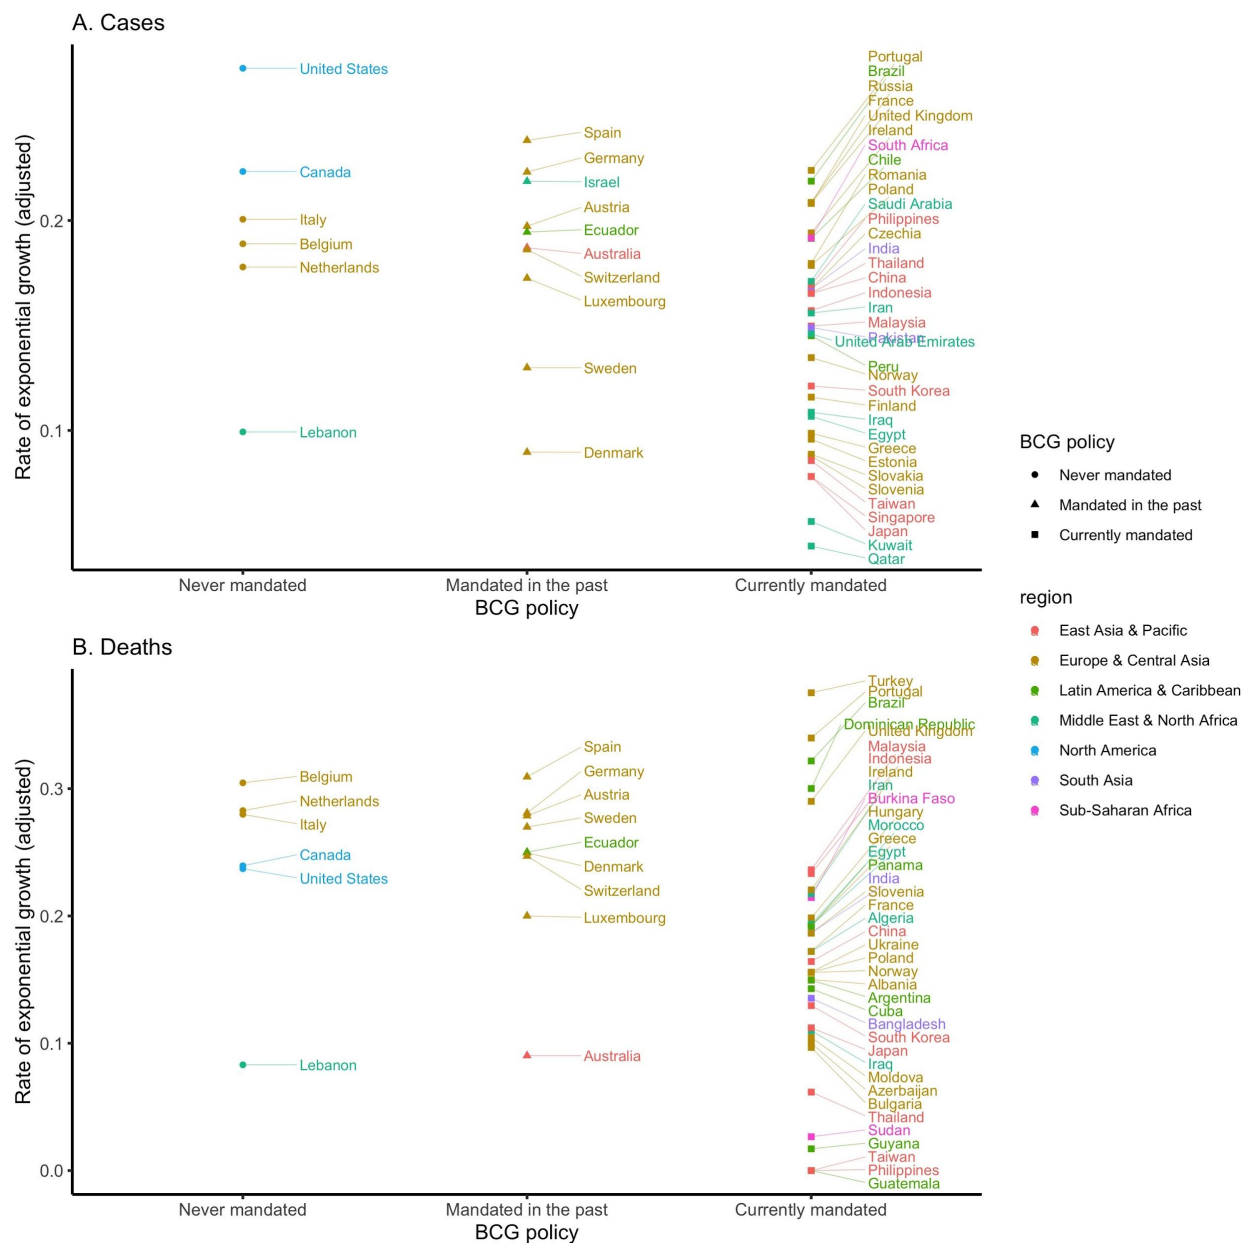 A. Cases
Rate of exponential growth (adjusted)
0.2
0.1
United States
Canada
Italy
Belgium
Netherlands
Lebanon
Spain
Germany
Israel
Austria
Ecuador
Australia
Switzerland
Luxembourg
Sweden
Denmark
Portugal
Brazil
Russia
France
United Kingdom
Ireland
South Africa
Chile
Romania
Poland
Saudi Arabia
Philippines
Czechia
India
Thailand
China
Indonesia
Iran
Malaysia
Pakistan
United Arab Emirates
Peru
Norway
South Korea
Finland
Iraq
Egypt
Greece
Estonia
Slovakia
Slovenia
Taiwan
Singapore
Japan
Kuwait
Qatar
Never mandated
Mandated in the past
Currently mandated
BCG policy
B. Deaths
Rate of exponential growth (adjusted)
0.3
0.2
0.1
0.0
Belgium
Netherlands
Italy
Canada
United States
Lebanon
Spain
Germany
Austria
Sweden
Ecuador
Denmark
Switzerland
Luxembourg
Australia
Turkey
Portugal
Brazil
Dominican Republic
United Kingdom
Malaysia
Indonesia
Ireland
Iran
Burkina Faso
Hungary
Morocco
Greece
Egypt
Panama
India
Slovenia
France
Algeria
China
Ukraine
Poland
Norway
Albania
Argentina
Cuba
Bangladesh
South Korea
Japan
Iraq
Moldova
Azerbaijan
Bulgaria
Thailand
Sudan
Guyana
Taiwan
Philippines
Guatemala
Never mandated
Mandated in the past
Currently mandated
BCG policy
BCG policy
Never mandated
Mandated in the past
Currently mandated
region
East Asia & Pacific
Europe & Central Asia
Latin America & Caribbean
Middle East & North Africa
North America
South Asia
Sub-Saharan Africa